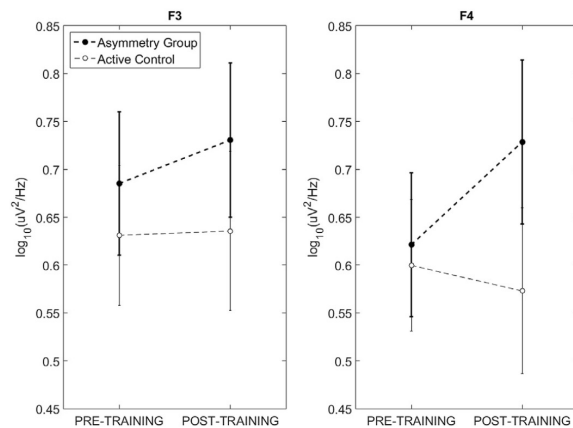 F3
Asymmetry Group
Active Control
log10(uV2/Hz)
0.85
0.8
0.75
0.7
0.65
0.6
0.55
0.5
0.45
PRE-TRAINING POST-TRAINING
F4
log10(uV2/Hz)
0.85
0.8
0.75
0.7
0.65
0.6
0.55
0.5
0.45
PRE-TRAINING POST-TRAINING